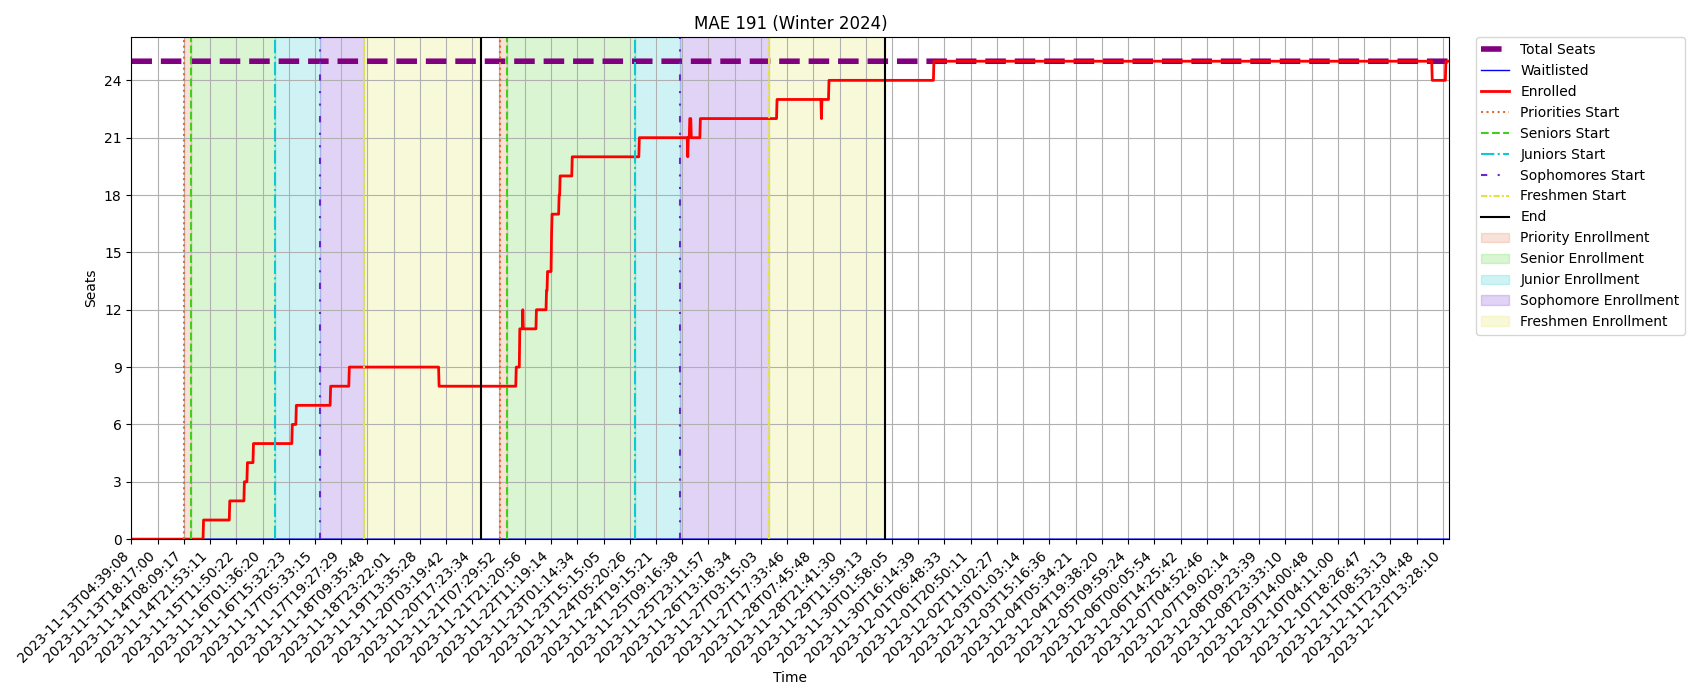 MAE 191 (Winter 2024)
Seats
24
21
18
15
12
9
6
3
0
2023-11-13T04:39:08
2023-11-13T18:17:00
2023-11-14T08:09:17
2023-11-14T21:53:11
2023-11-15T11:50:22
2023-11-16T01:36:20
2023-11-16T15:32:23
2023-11-17T05:33:15
2023-11-17T19:27:29
2023-11-18T09:35:48
2023-11-18T23:22:01
2023-11-19T13:35:28
2023-11-20T03:19:42
2023-11-20T17:23:34
2023-11-21T07:29:52
2023-11-21T21:20:56
2023-11-22T11:19:14
2023-11-23T01:14:34
2023-11-23T15:15:05
2023-11-24T05:20:26
2023-11-24T19:15:21
2023-11-25T09:16:38
2023-11-25T23:11:57
2023-11-26T13:18:34
2023-11-27T03:15:03
2023-11-27T17:33:46
2023-11-28T07:45:48
2023-11-28T21:41:30
2023-11-29T11:59:13
2023-11-30T01:58:05
2023-11-30T16:14:39
2023-12-01T06:48:33
2023-12-01T20:50:11
2023-12-02T11:02:27
2023-12-03T01:03:14
2023-12-03T15:16:36
2023-12-04T05:34:21
2023-12-04T19:38:20
2023-12-05T09:59:24
2023-12-06T00:05:54
2023-12-06T14:25:42
2023-12-07T04:52:46
2023-12-07T19:02:14
2023-12-08T09:23:39
2023-12-08T23:33:10
2023-12-09T14:00:48
2023-12-10T04:11:00
2023-12-10T18:26:47
2023-12-11T08:53:13
2023-12-11T23:04:48
2023-12-12T13:28:10
Time
Total Seats
Waitlisted
Enrolled
Priorities Start
Seniors Start
Juniors Start
Sophomores Start
Freshmen Start
End
Priority Enrollment
Senior Enrollment
Junior Enrollment
Sophomore Enrollment
Freshmen Enrollment